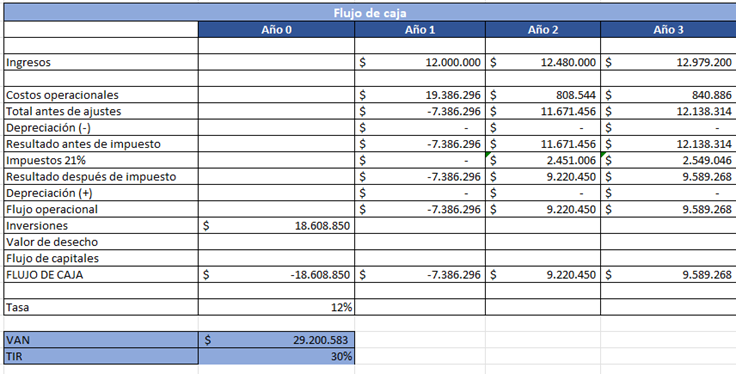 Flujo de caja
Año 0 Año 1 Año 2 Año 3
Ingresos $ 12.000.000 $ 12.480.000 $ 12.979.200
Costos operacionales $ 19.386.296 $ 808.544 $ 840.886
Total antes de ajustes $ -7.386.296 $ 11.671.456 $ 12.138.314
Depreciación (-) $ - $ - $ -
Resultado antes de impuesto $ -7.386.296 $ 11.671.456 $ 12.138.314
Impuestos 21% $ - $ 2.451.006 $ 2.549.046
Resultado después de impuesto $ -7.386.296 $ 9.220.450 $ 9.589.268
Depreciación (+) $ - $ - $ -
Flujo operacional $ -7.386.296 $ 9.220.450 $ 9.589.268
Inversiones $ 18.608.850
Valor de desecho
Flujo de capitales
FLUJO DE CAJA $ -18.608.850 $ -7.386.296 $ 9.220.450 $ 9.589.268
Tasa 12%
VAN $ 29.200.583
TIR 30%